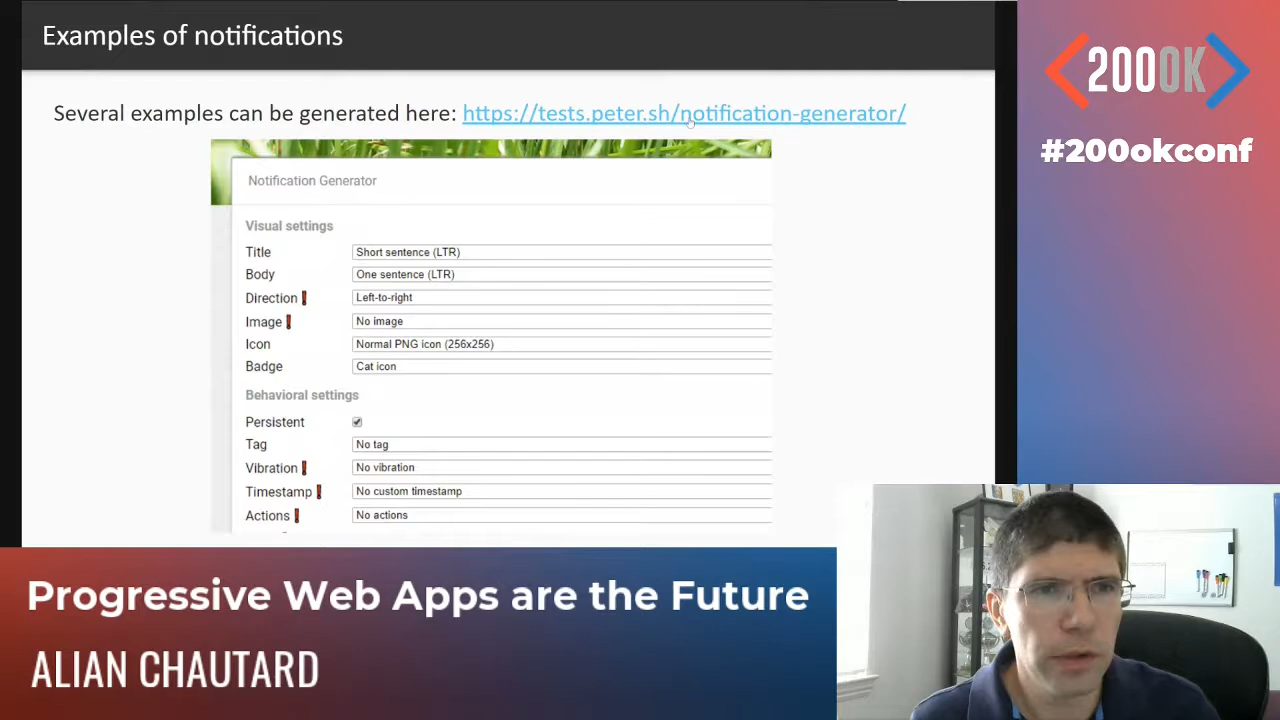 Examples of notifications
Several examples can be generated here: https://tests.peter.sh/notification-generator/
Notification Generator
Visual settings
Title Short sentence (LTR)
Body One sentence (LTR)
Direction Left-to-right
Image No image
Icon Normal PNG icon (256x256)
Badge Cat icon
Behavioral settings
Persistent
Tag No tag
Vibration No vibration
Timestamp No custom timestamp
Actions No actions
200OK
#200okconf
Progressive Web Apps are the Future
ALIAN CHAUTARD